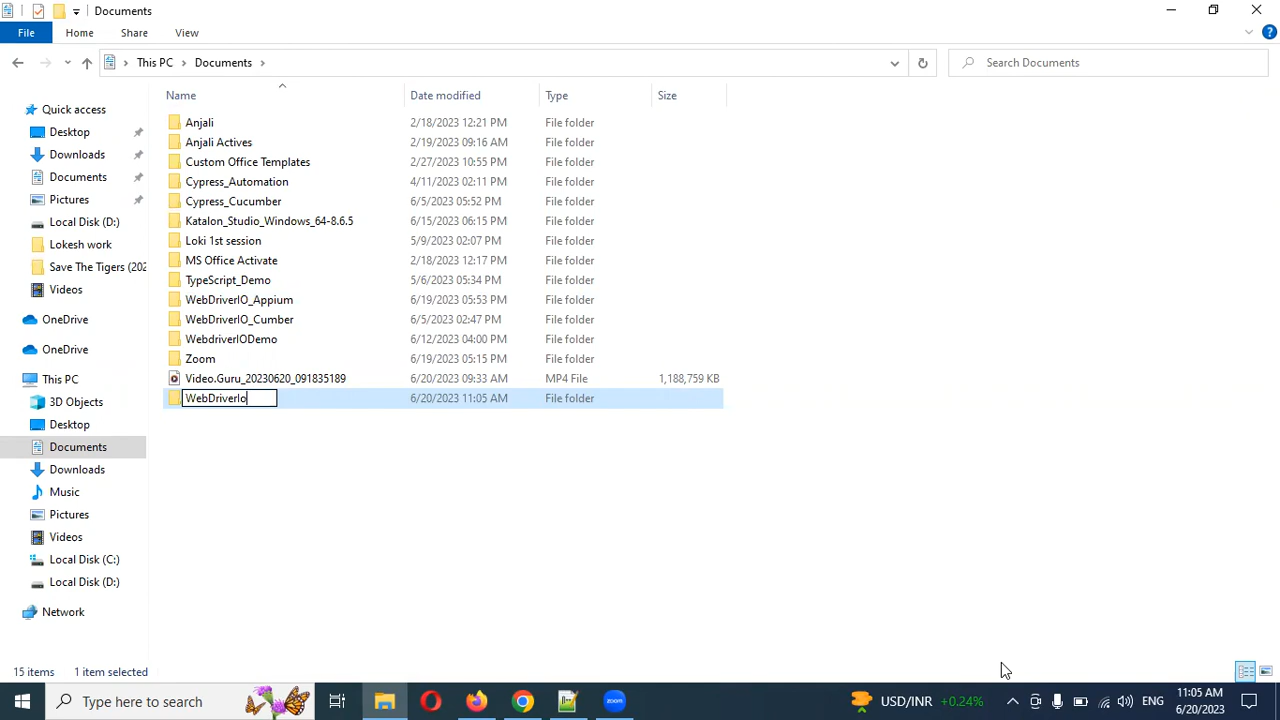 Documents
File Home Share View
This PC Documents
Search Documents
Name Date modified Type Size
Quick access
Desktop
Downloads
Documents
Pictures
Local Disk (D:)
Lokesh work
Save The Tigers (202
Videos
OneDrive
OneDrive
This PC
3D Objects
Desktop
Documents
Downloads
Music
Pictures
Videos
Local Disk (C:)
Local Disk (D:)
Network
Anjali 2/18/2023 12:21 PM File folder
Anjali Actives 2/19/2023 09:16 AM File folder
Custom Office Templates 2/27/2023 10:55 PM File folder
Cypress_Automation 4/11/2023 02:11 PM File folder
Cypress_Cucumber 6/5/2023 05:52 PM File folder
Katalon_Studio_Windows_64-8.6.5 6/15/2023 06:15 PM File folder
Loki 1st session 5/9/2023 02:07 PM File folder
MS Office Activate 2/18/2023 12:17 PM File folder
TypeScript_Demo 5/6/2023 05:34 PM File folder
WebDriverIO_Appium 6/19/2023 05:53 PM File folder
WebDriverIO_Cumber 6/5/2023 02:47 PM File folder
WebdriverIODemo 6/12/2023 04:00 PM File folder
Zoom 6/19/2023 05:15 PM File folder
Video.Guru_20230620_091835189 6/20/2023 09:33 AM MP4 File 1,188,759 KB
WebDriverIo 6/20/2023 11:05 AM File folder
15 items 1 item selected
Type here to search
zoom
USD/INR +0.24%
ENG
11:05 AM
6/20/2023